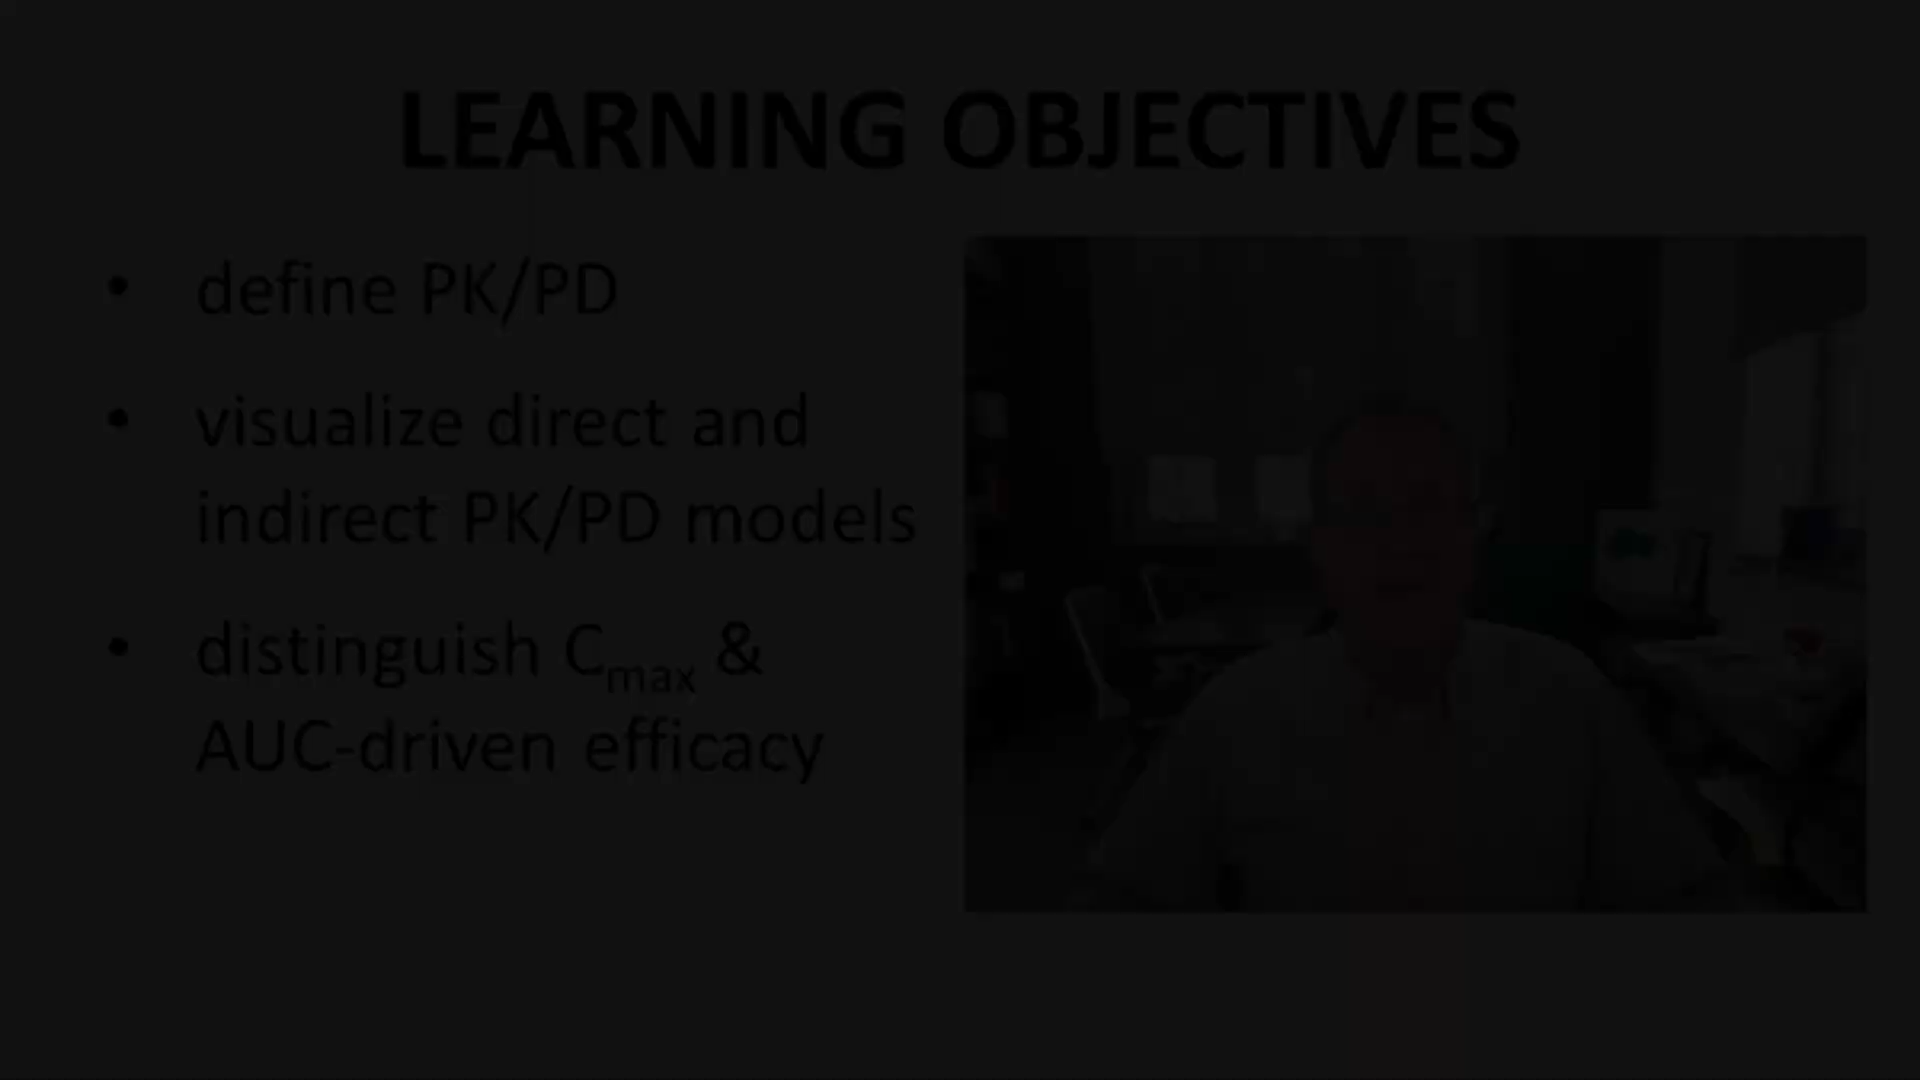 LEARNING OBJECTIVES
• define PK/PD
• visualize direct and
indirect PK/PD models
• distinguish Cmax &
AUC-driven efficacy